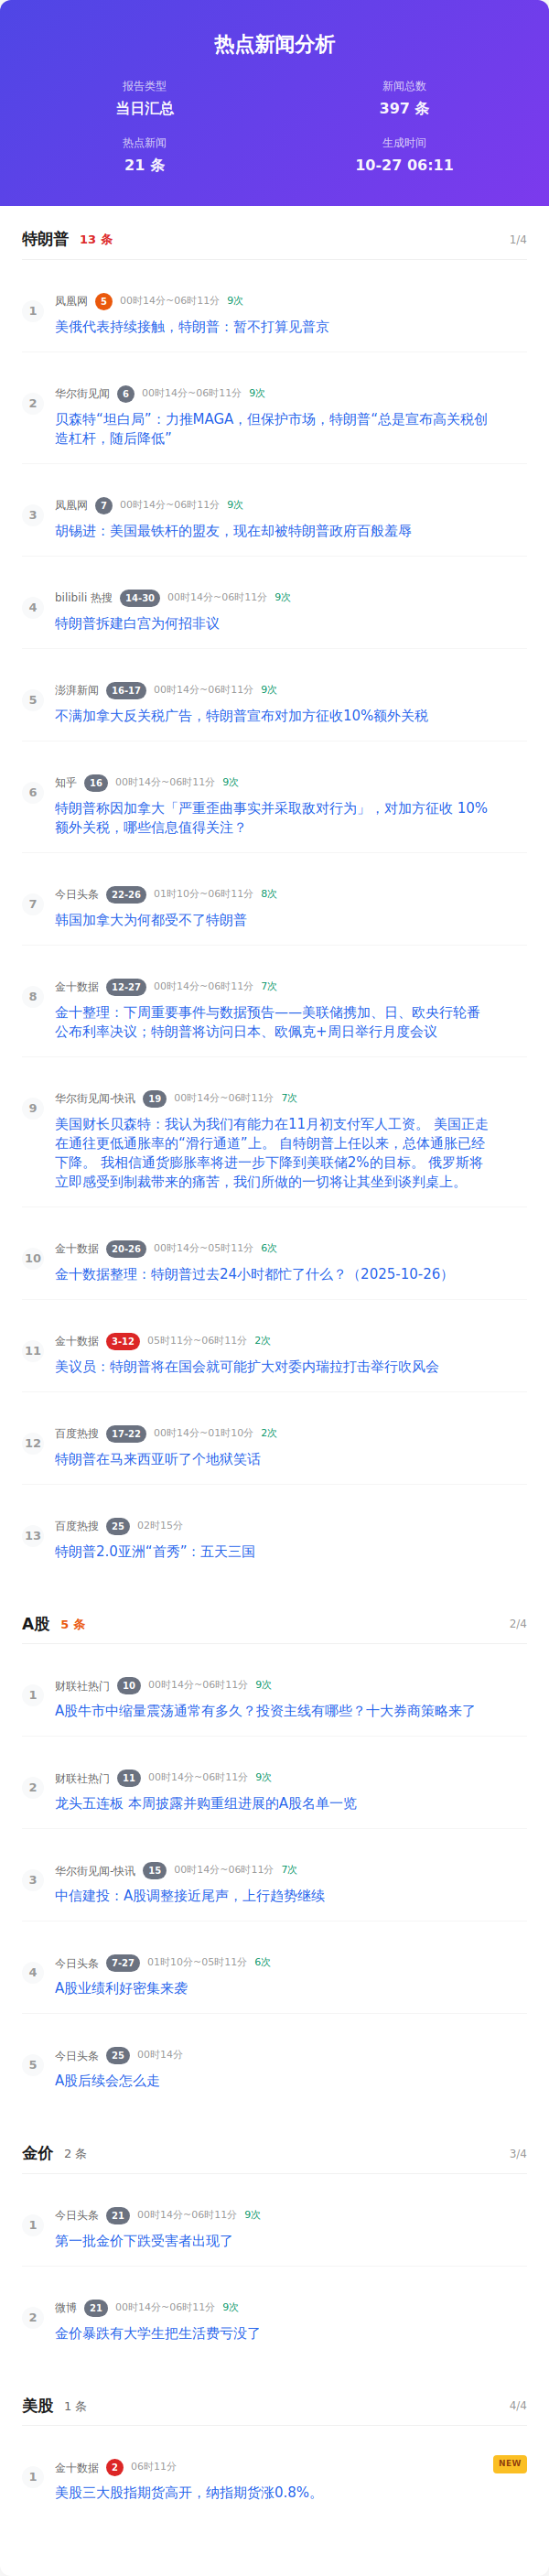 热点新闻分析
报告类型 新闻总数
当日汇总 397 条
热点新闻 生成时间
21 条 10-27 06:11
特朗普 13 条 1/4
1 凤凰网 5 00时14分~06时11分 9次
美俄代表持续接触，特朗普：暂不打算见普京
2 华尔街见闻 6 00时14分~06时11分 9次
贝森特“坦白局”：力推MAGA，但保护市场，特朗普“总是宣布高关税创
造杠杆，随后降低”
3 凤凰网 7 00时14分~06时11分 9次
胡锡进：美国最铁杆的盟友，现在却被特朗普政府百般羞辱
4 bilibili 热搜 14-30 00时14分~06时11分 9次
特朗普拆建白宫为何招非议
5 澎湃新闻 16-17 00时14分~06时11分 9次
不满加拿大反关税广告，特朗普宣布对加方征收10%额外关税
6 知乎 16 00时14分~06时11分 9次
特朗普称因加拿大「严重歪曲事实并采取敌对行为」，对加方征收 10%
额外关税，哪些信息值得关注？
7 今日头条 22-26 01时10分~06时11分 8次
韩国加拿大为何都受不了特朗普
8 金十数据 12-27 00时14分~06时11分 7次
金十整理：下周重要事件与数据预告——美联储携加、日、欧央行轮番
公布利率决议；特朗普将访问日本、欧佩克+周日举行月度会议
9 华尔街见闻-快讯 19 00时14分~06时11分 7次
美国财长贝森特：我认为我们有能力在11月初支付军人工资。 美国正走
在通往更低通胀率的“滑行通道”上。 自特朗普上任以来，总体通胀已经
下降。 我相信通货膨胀率将进一步下降到美联储2%的目标。 俄罗斯将
立即感受到制裁带来的痛苦，我们所做的一切将让其坐到谈判桌上。
10 金十数据 20-26 00时14分~05时11分 6次
金十数据整理：特朗普过去24小时都忙了什么？（2025-10-26）
11 金十数据 3-12 05时11分~06时11分 2次
美议员：特朗普将在国会就可能扩大对委内瑞拉打击举行吹风会
12 百度热搜 17-22 00时14分~01时10分 2次
特朗普在马来西亚听了个地狱笑话
13 百度热搜 25 02时15分
特朗普2.0亚洲“首秀”：五天三国
A股 5 条 2/4
1 财联社热门 10 00时14分~06时11分 9次
A股牛市中缩量震荡通常有多久？投资主线有哪些？十大券商策略来了
2 财联社热门 11 00时14分~06时11分 9次
龙头五连板 本周披露并购重组进展的A股名单一览
3 华尔街见闻-快讯 15 00时14分~06时11分 7次
中信建投：A股调整接近尾声，上行趋势继续
4 今日头条 7-27 01时10分~05时11分 6次
A股业绩利好密集来袭
5 今日头条 25 00时14分
A股后续会怎么走
金价 2 条 3/4
1 今日头条 21 00时14分~06时11分 9次
第一批金价下跌受害者出现了
2 微博 21 00时14分~06时11分 9次
金价暴跌有大学生把生活费亏没了
美股 1 条 4/4
1 金十数据 2 06时11分 NEW
美股三大股指期货高开，纳指期货涨0.8%。